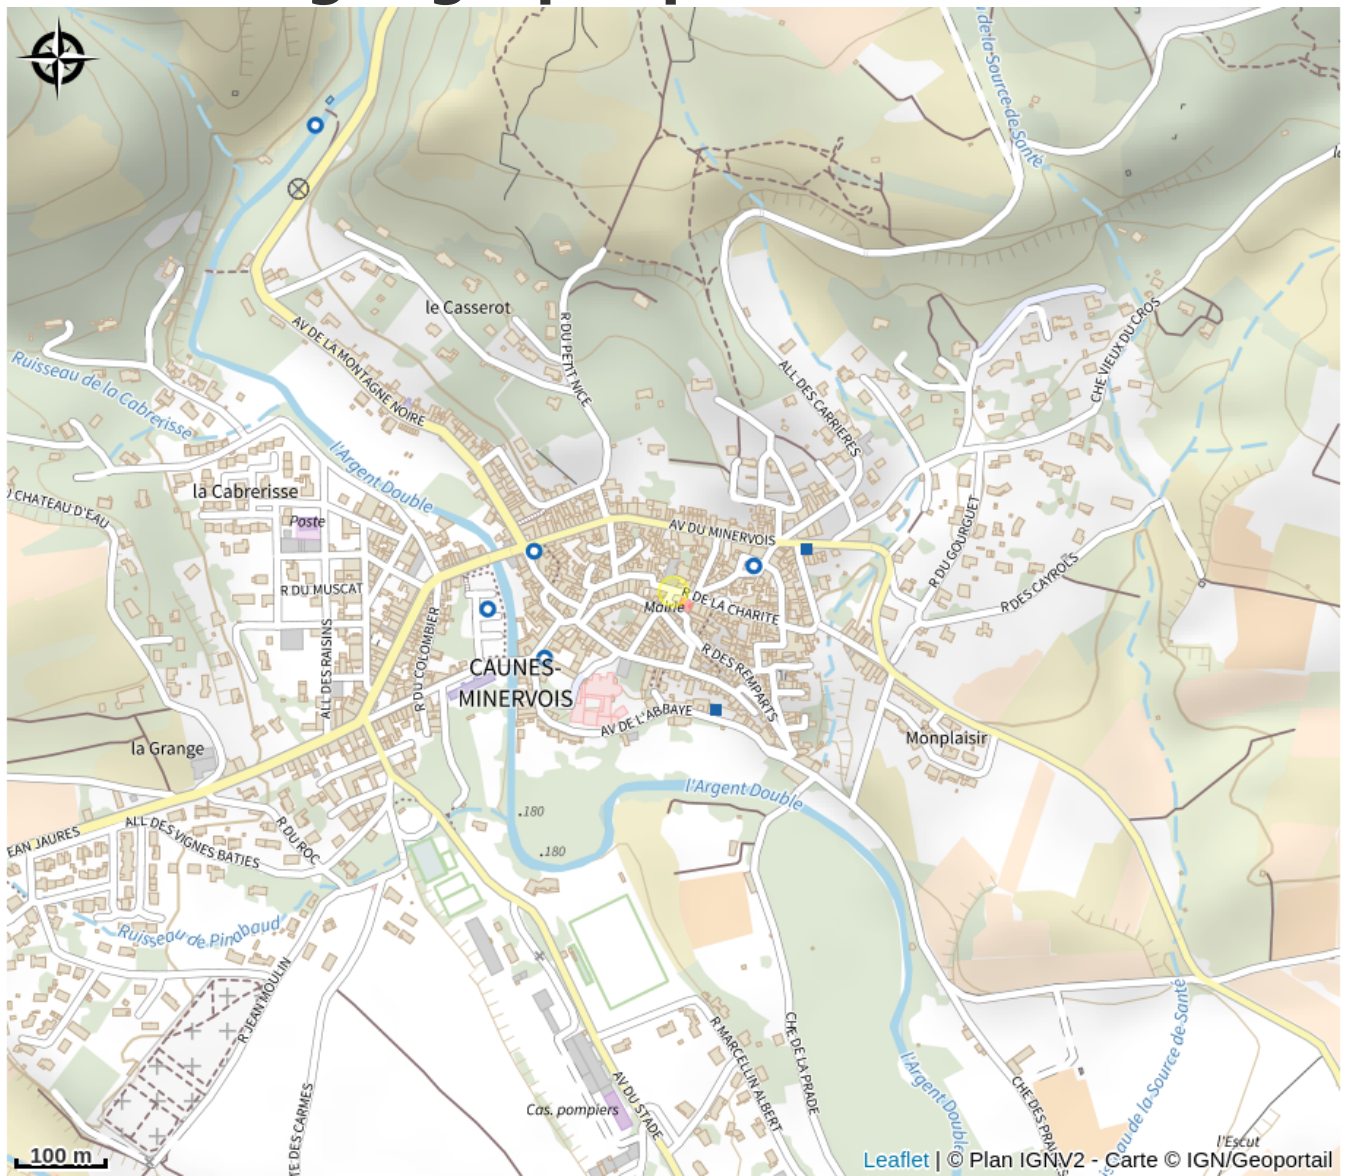 de la Source de Santé
le Casserot
R DU PETIT NICE
AV DE LA MONTAGNE NOIRE
Ruisseau de la Cabrerisse
ALL DES CARRIERES
CHE VIEUX DU CROS
l'Argent Double
la Cabrerisse
U CHATEAU D'EAU
Poste
AV DU MINERVOIS
R DU GOURGUET
R DES CAYROLS
R DU MUSCAT
Mairie
R DE LA CHARITE
ALL DES RAISINS
R DU COLOMBIER
CAUNES-
MINERVOIS
R DES REMPARTS
AV DE L'ABBAYE
la Grange
Monplaisir
l'Argent Double
.180
.180
EAN JAURES
ALL DES VIGNES BATIES
R DU ROC
Ruisseau de Pinabaud
R JEAN MOULIN
TE DES CARMES
R MARCELLIN ALBERT
CHE DE LA PRADE
AV DU STADE
Cas. pompiers
l'Argent Double
CHE DES PRA
isseau de la Source de Santé
l'Escut
100 m
Leaflet | © Plan IGNV2 - Carte © IGN/Geoportail